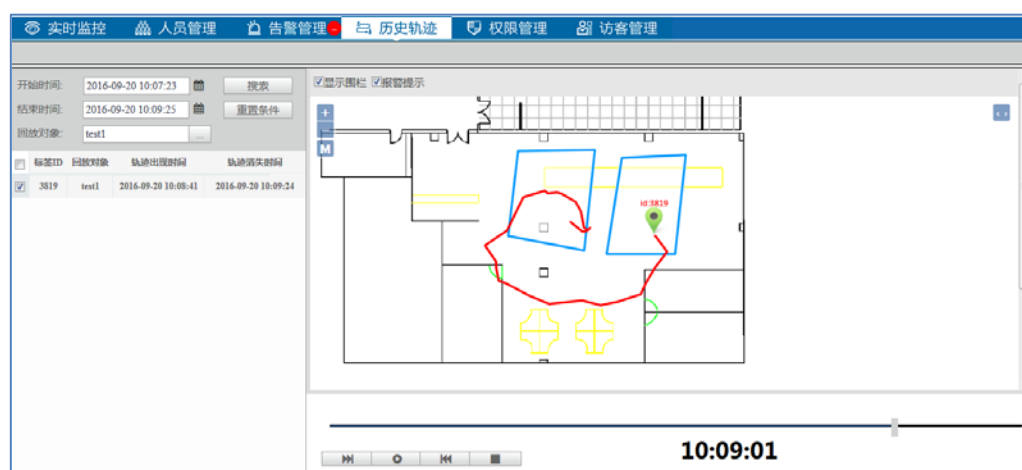 实时监控 人员管理 告警管理 历史轨迹 权限管理 访客管理
开始时间: 2016-09-20 10:07:23 搜索
结束时间: 2016-09-20 10:09:25 重置条件
回放对象: test1 ...
标签ID 回放对象 轨迹出现时间 轨迹消失时间
3819 test1 2016-09-20 10:08:41 2016-09-20 10:09:24
显示围栏 报警提示
+
M
id:3819
10:09:01